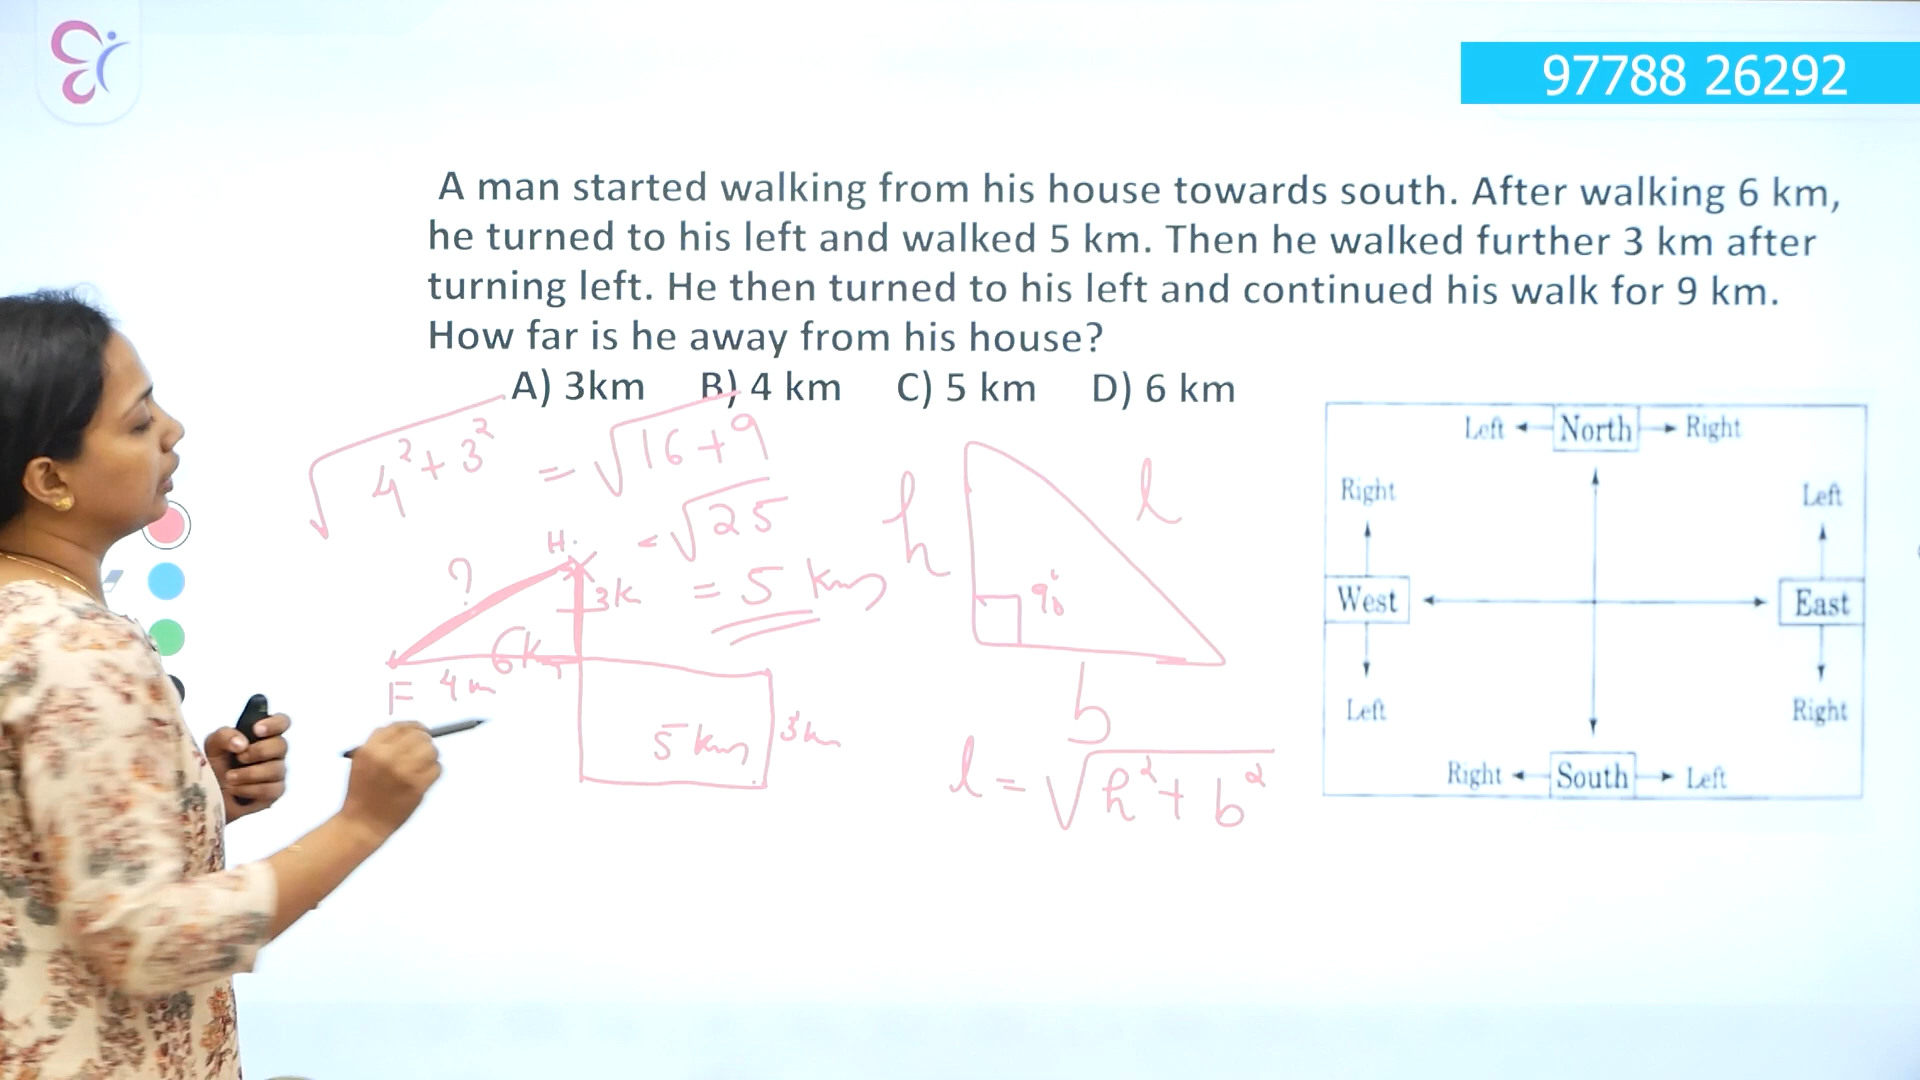 97788 26292
A man started walking from his house towards south. After walking 6 km,
he turned to his left and walked 5 km. Then he walked further 3 km after
turning left. He then turned to his left and continued his walk for 9 km.
How far is he away from his house?
A) 3km B) 4 km C) 5 km D) 6 km
√4²+3² = √16+9
√25
= 5 km
H.
?
3k
6km
F 4m
5 km
3km
h
l
90°
b
l = √h²+b²
Left North Right
Right Left
West East
Left Right
Right South Left